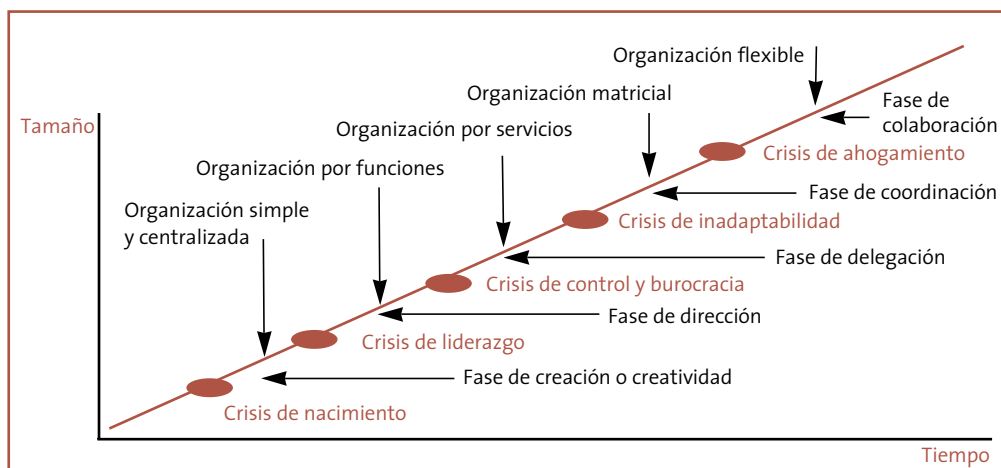 Organización flexible
Organización matricial
Fase de
colaboración
Tamaño
Organización por servicios
Crisis de ahogamiento
Organización por funciones
Fase de coordinación
Organización simple
y centralizada
Crisis de inadaptabilidad
Fase de delegación
Crisis de control y burocracia
Fase de dirección
Crisis de liderazgo
Fase de creación o creatividad
Crisis de nacimiento
Tiempo